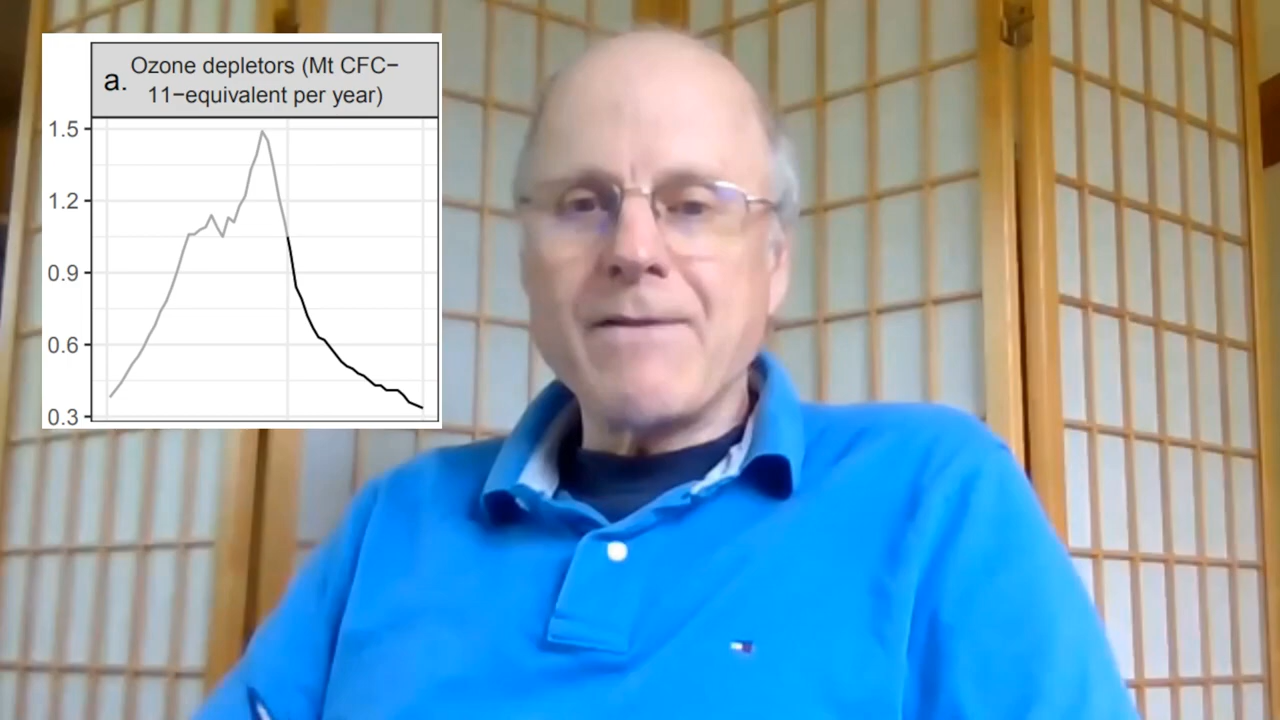 a.
Ozone depletors (Mt CFC−
11−equivalent per year)
1.5
1.2
0.9
0.6
0.3